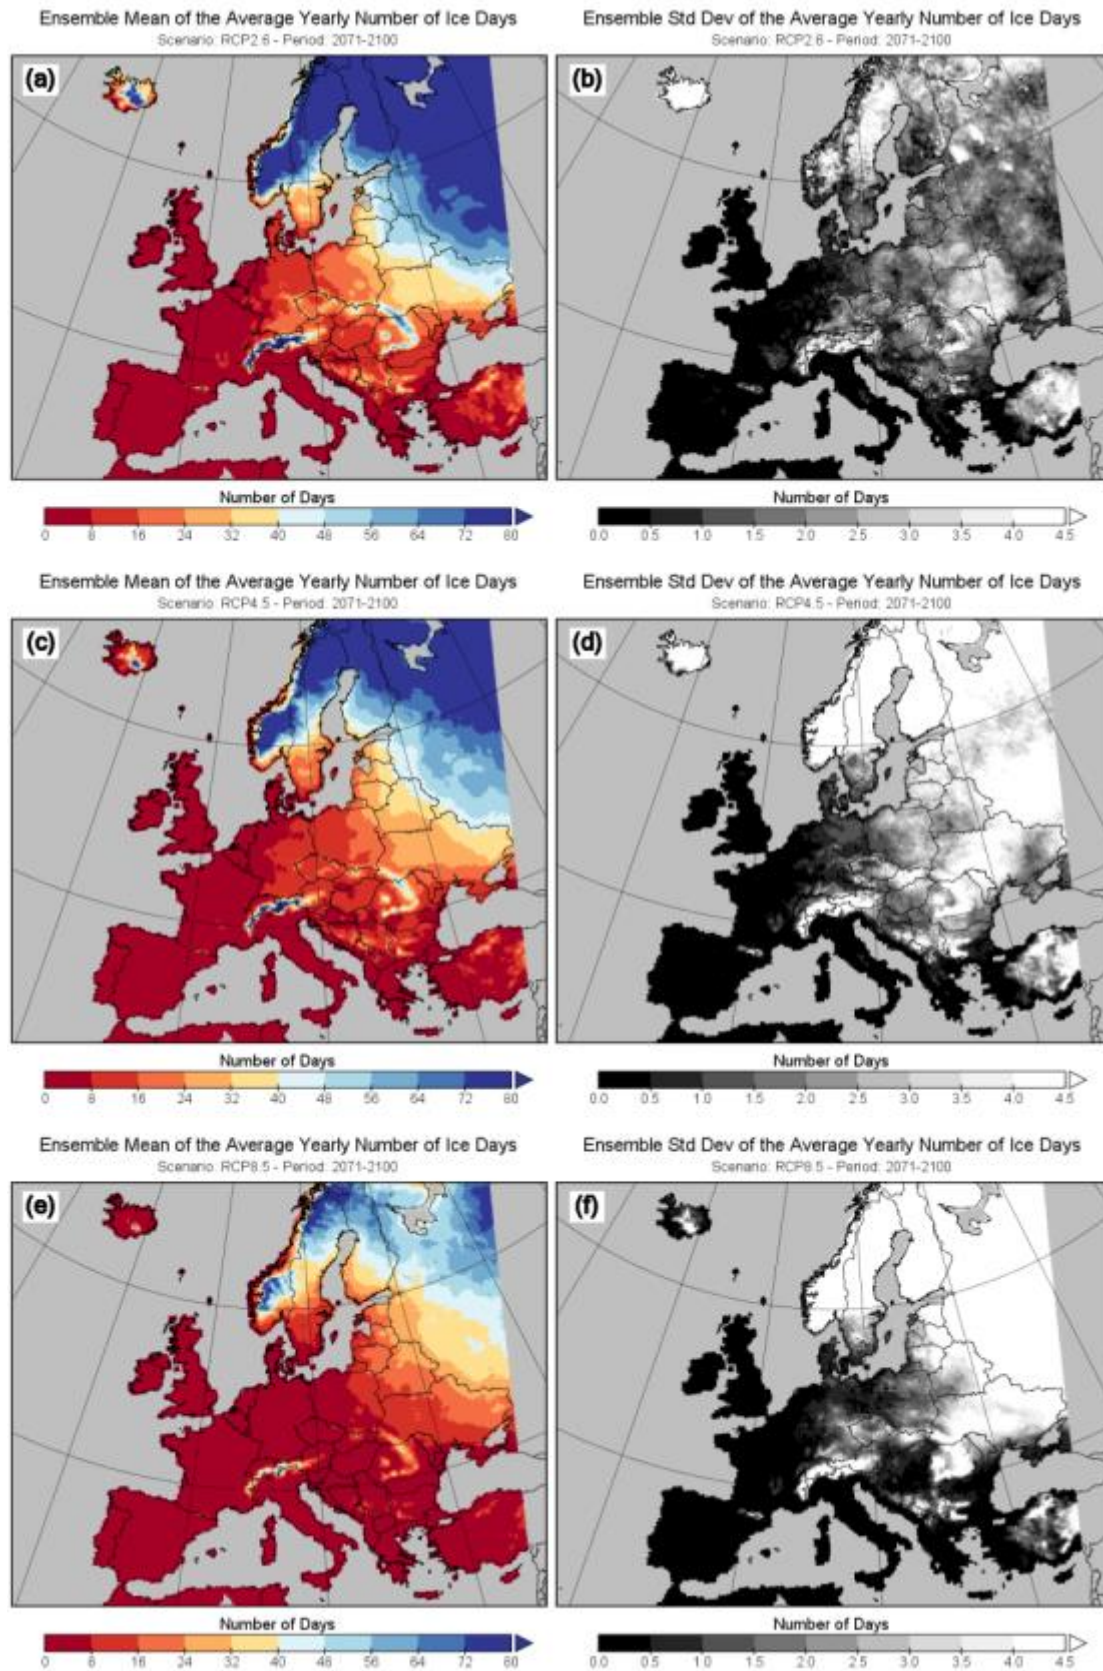 Ensemble Mean of the Average Yearly Number of Ice Days
Scenario: RCP2.6 - Period: 2071-2100
(a)
Number of Days
0 8 16 24 32 40 48 56 64 72 80
Ensemble Std Dev of the Average Yearly Number of Ice Days
Scenario: RCP2.6 - Period: 2071-2100
(b)
Number of Days
0.0 0.5 1.0 1.5 2.0 2.5 3.0 3.5 4.0 4.5
Ensemble Mean of the Average Yearly Number of Ice Days
Scenario: RCP4.5 - Period: 2071-2100
(c)
Number of Days
0 8 16 24 32 40 48 56 64 72 80
Ensemble Std Dev of the Average Yearly Number of Ice Days
Scenario: RCP4.5 - Period: 2071-2100
(d)
Number of Days
0.0 0.5 1.0 1.5 2.0 2.5 3.0 3.5 4.0 4.5
Ensemble Mean of the Average Yearly Number of Ice Days
Scenario: RCP8.5 - Period: 2071-2100
(e)
Number of Days
0 8 16 24 32 40 48 56 64 72 80
Ensemble Std Dev of the Average Yearly Number of Ice Days
Scenario: RCP8.5 - Period: 2071-2100
(f)
Number of Days
0.0 0.5 1.0 1.5 2.0 2.5 3.0 3.5 4.0 4.5